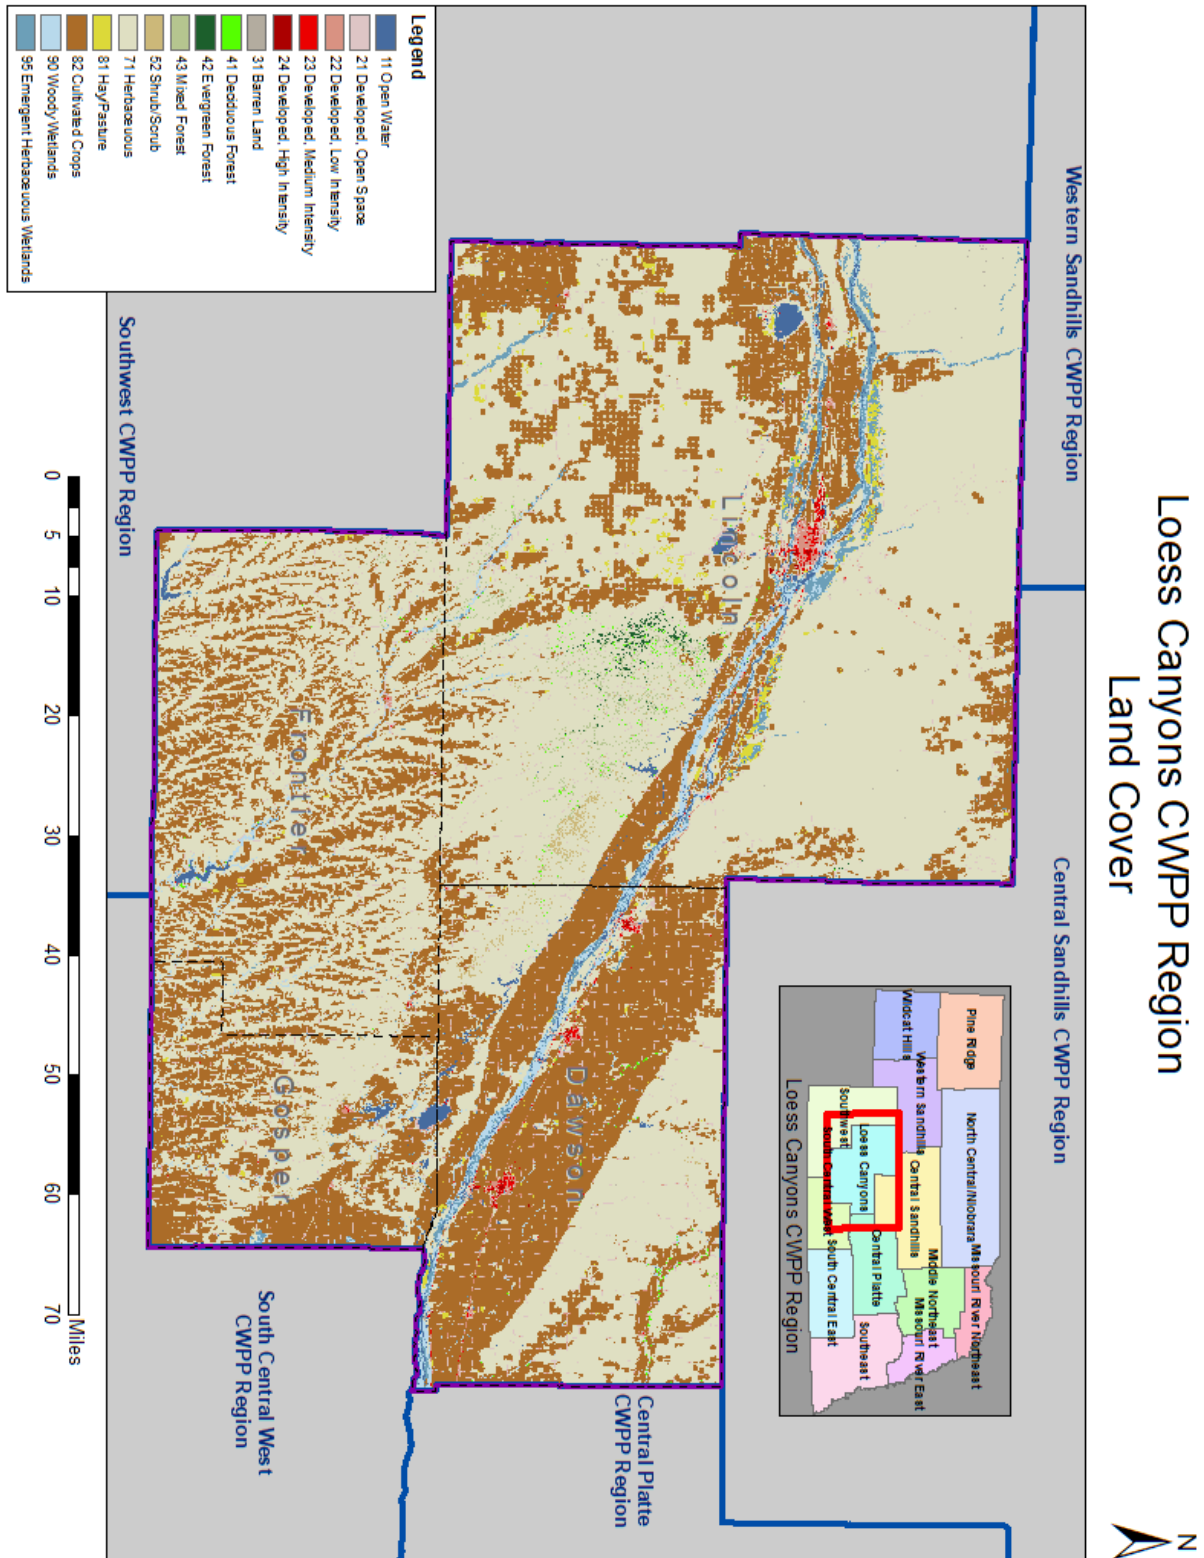 Loess Canyons CWPP Region
Land Cover
N
Western Sandhills CWPP Region
Central Sandhills CWPP Region
Pine Ridge
North Central/Niobrara
Missouri River Northeast
Wildcat Hills
Western Sandhills
Central Sandhills
Middle Northeast
Missouri River East
Southwest
Loess Canyons
Central Platte
Southeast
South Central West
South Central East
Loess Canyons CWPP Region
Lincoln
Dawson
Frontier
Gosper
Central Platte
CWPP Region
South Central West
CWPP Region
Southwest CWPP Region
Legend
11 Open Water
21 Developed, Open Space
22 Developed, Low Intensity
23 Developed, Medium Intensity
24 Developed, High Intensity
31 Barren Land
41 Deciduous Forest
42 Evergreen Forest
43 Mixed Forest
52 Shrub/Scrub
71 Herbaceuous
81 Hay/Pasture
82 Cultivated Crops
90 Woody Wetlands
95 Emergent Herbaceuous Wetlands
0 5 10 20 30 40 50 60 70
Miles